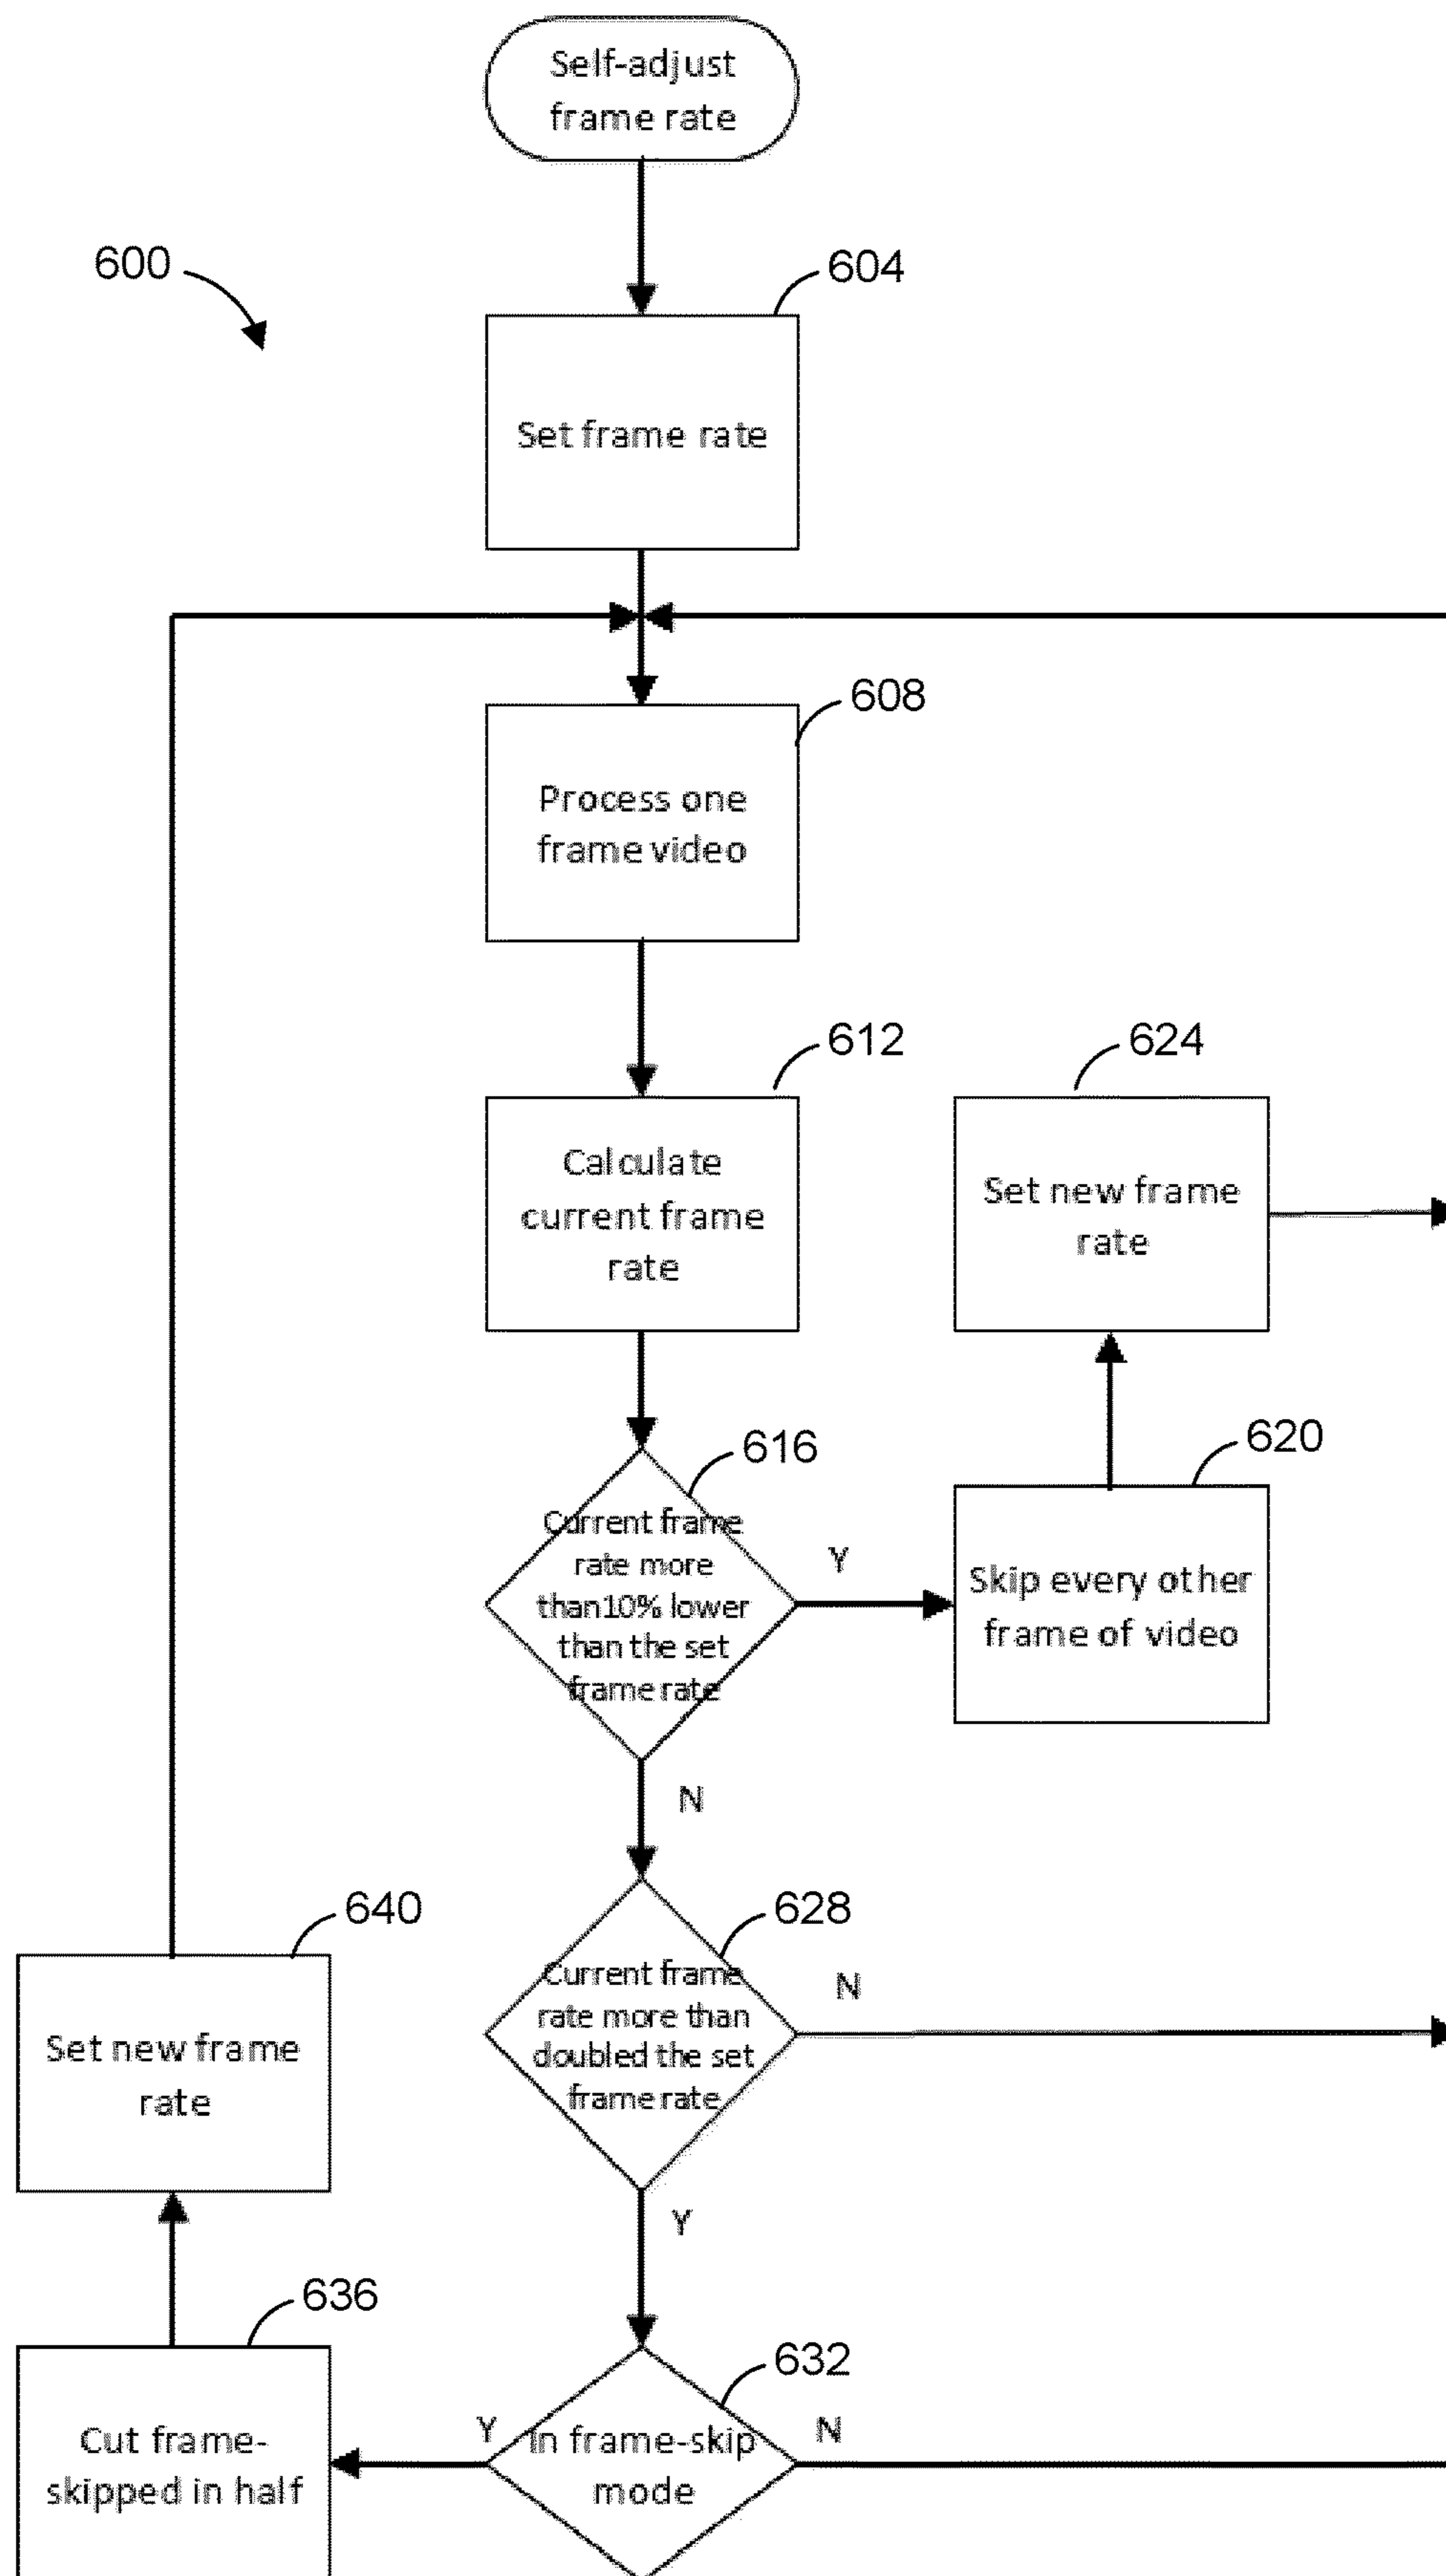 Self-adjust
frame rate
600
604
Set frame rate
608
Process one
frame video
612
Calculate
current frame
rate
624
Set new frame
rate
616
Current frame
rate more
than10% lower
than the set
frame rate
Y
620
Skip every other
frame of video
N
628
Current frame
rate more than
doubled the set
frame rate
N
640
Set new frame
rate
Y
636
Cut frame-
skipped in half
632
Y
In frame-skip
mode
N